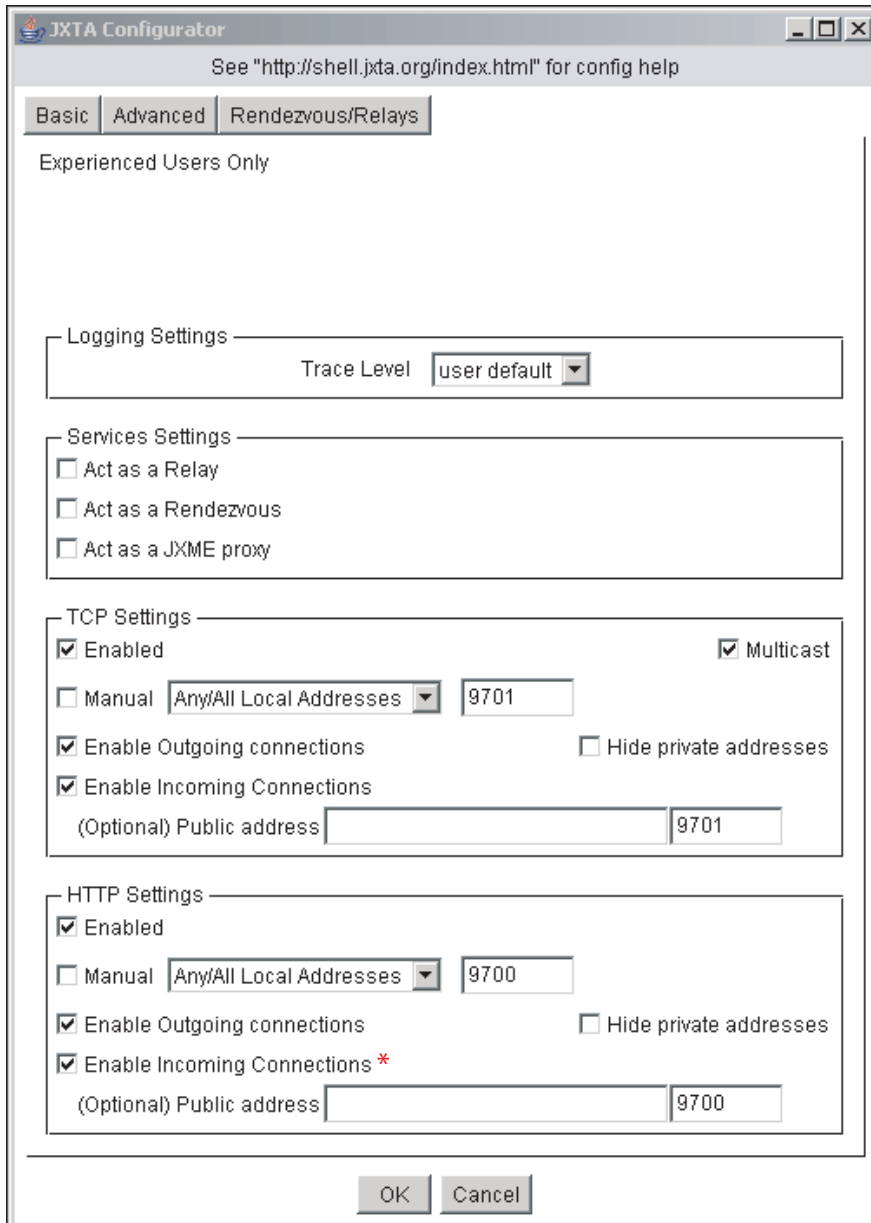 JXTA Configurator
See "http://shell.jxta.org/index.html" for config help
Basic Advanced Rendezvous/Relays
Experienced Users Only
Logging Settings
Trace Level user default
Services Settings
Act as a Relay
Act as a Rendezvous
Act as a JXME proxy
TCP Settings
Enabled Multicast
Manual Any/All Local Addresses 9701
Enable Outgoing connections Hide private addresses
Enable Incoming Connections
(Optional) Public address 9701
HTTP Settings
Enabled
Manual Any/All Local Addresses 9700
Enable Outgoing connections Hide private addresses
Enable Incoming Connections *
(Optional) Public address 9700
OK Cancel